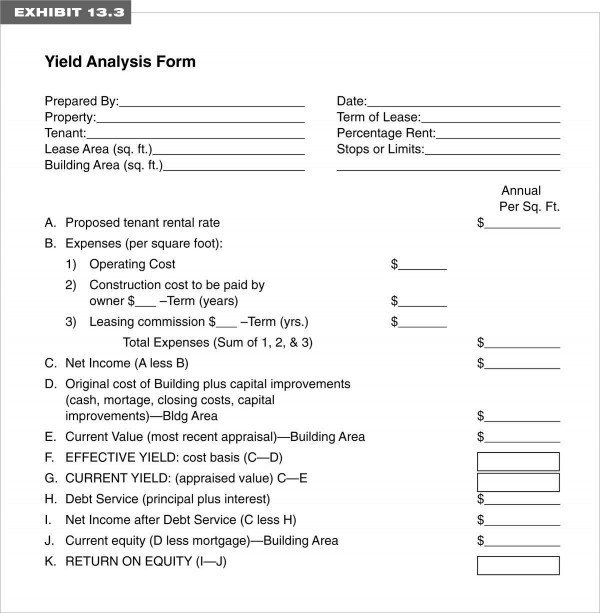 EXHIBIT 13.3
Yield Analysis Form
Prepared By:
Date:
Property:
Term of Lease:
Tenant:
Percentage Rent:
Lease Area (sq. ft.)
Stops or Limits:
Building Area (sq. ft.)
Annual
Per Sq. Ft.
A. Proposed tenant rental rate $
B. Expenses (per square foot):
1) Operating Cost $
2) Construction cost to be paid by
owner $___ –Term (years) $
3) Leasing commission $___ –Term (yrs.) $
Total Expenses (Sum of 1, 2, & 3) $
C. Net Income (A less B) $
D. Original cost of Building plus capital improvements
(cash, mortage, closing costs, capital
improvements)—Bldg Area $
E. Current Value (most recent appraisal)—Building Area $
F. EFFECTIVE YIELD: cost basis (C—D)
G. CURRENT YIELD: (appraised value) C—E
H. Debt Service (principal plus interest) $
I. Net Income after Debt Service (C less H) $
J. Current equity (D less mortgage)—Building Area $
K. RETURN ON EQUITY (I—J)